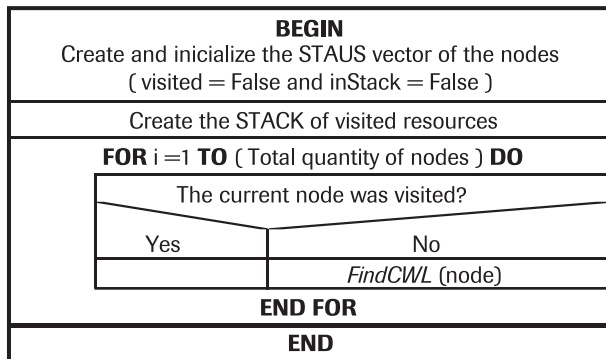 BEGIN
Create and inicialize the STAUS vector of the nodes
( visited = False and inStack = False )
Create the STACK of visited resources
FOR i =1 TO ( Total quantity of nodes ) DO
The current node was visited?
Yes No
FindCWL (node)
END FOR
END